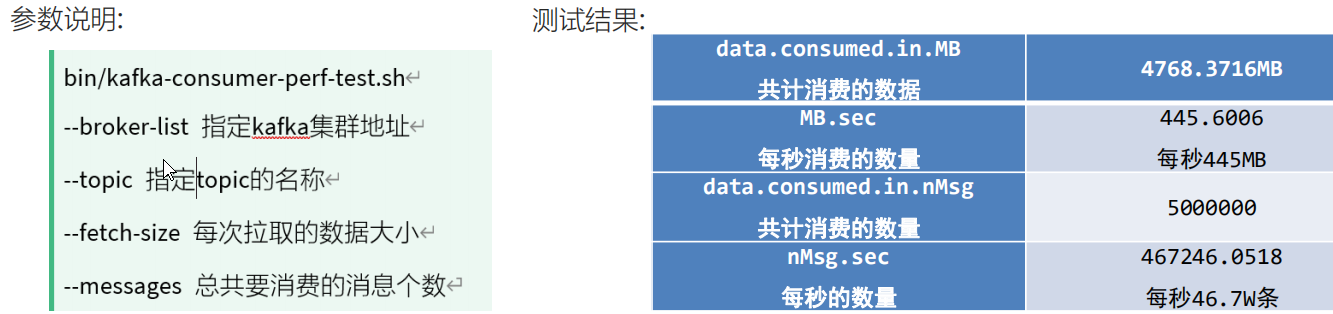 参数说明:
bin/kafka-consumer-perf-test.sh↵
--broker-list 指定kafka集群地址↵
--topic 指定topic的名称↵
--fetch-size 每次拉取的数据大小↵
--messages 总共要消费的消息个数↵
测试结果:
data.consumed.in.MB
共计消费的数据
4768.3716MB
MB.sec
每秒消费的数量
445.6006
每秒445MB
data.consumed.in.nMsg
共计消费的数量
5000000
nMsg.sec
每秒的数量
467246.0518
每秒46.7W条